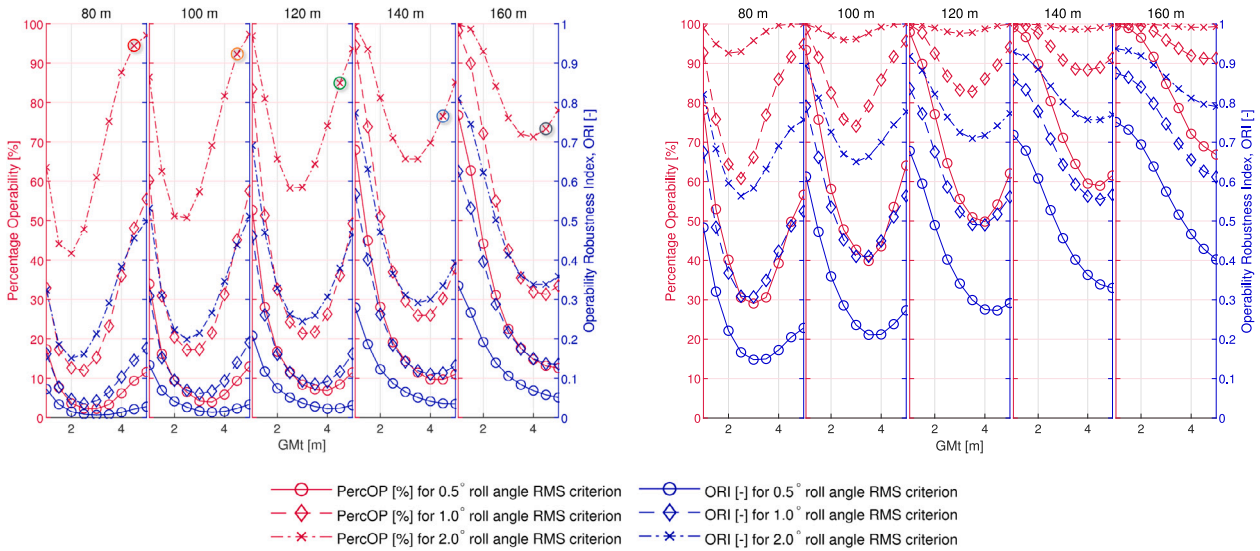 80 m 100 m 120 m 140 m 160 m
100 90 80 70 60 50 40 30 20 10 0
Percentage Operability [%]
1 0.9 0.8 0.7 0.6 0.5 0.4 0.3 0.2 0.1 0
Operability Robustness Index, ORI [-]
2 4 2 4 2 4 2 4 2 4
GMt [m]
80 m 100 m 120 m 140 m 160 m
100 90 80 70 60 50 40 30 20 10 0
Percentage Operability [%]
1 0.9 0.8 0.7 0.6 0.5 0.4 0.3 0.2 0.1 0
Operability Robustness Index, ORI [-]
2 4 2 4 2 4 2 4 2 4
GMt [m]
PercOP [%] for 0.5° roll angle RMS criterion
PercOP [%] for 1.0° roll angle RMS criterion
PercOP [%] for 2.0° roll angle RMS criterion
ORI [-] for 0.5° roll angle RMS criterion
ORI [-] for 1.0° roll angle RMS criterion
ORI [-] for 2.0° roll angle RMS criterion